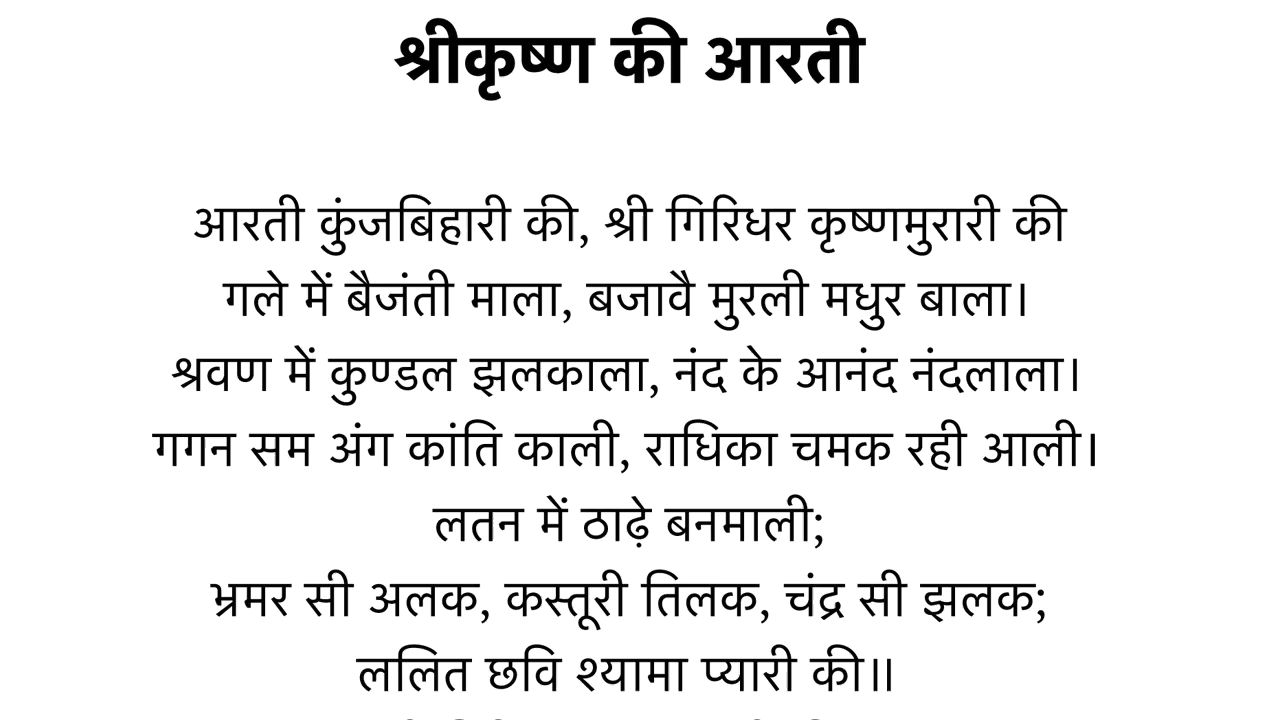 श्रीकृष्ण की आरती
आरती कुंजबिहारी की, श्री गिरिधर कृष्णमुरारी की
गले में बैजंती माला, बजावै मुरली मधुर बाला।
श्रवण में कुण्डल झलकाला, नंद के आनंद नंदलाला।
गगन सम अंग कांति काली, राधिका चमक रही आली।
लतन में ठाढ़े बनमाली;
भ्रमर सी अलक, कस्तूरी तिलक, चंद्र सी झलक;
ललित छवि श्यामा प्यारी की॥